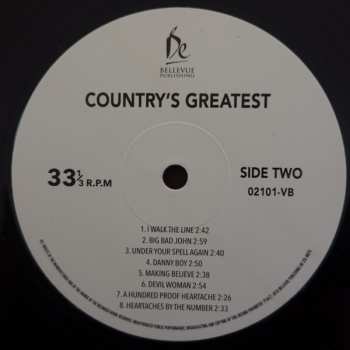 Be
BELLEVUE
PUBLISHING
COUNTRY'S GREATEST
33 1/3 R.P.M
SIDE TWO
02101-VB
1. I WALK THE LINE 2:42
2. BIG BAD JOHN 2:59
3. UNDER YOUR SPELL AGAIN 2:40
4. DANNY BOY 2:50
5. MAKING BELIEVE 2:38
6. DEVIL WOMAN 2:54
7. A HUNDRED PROOF HEARTACHE 2:26
8. HEARTACHES BY THE NUMBER 2:33